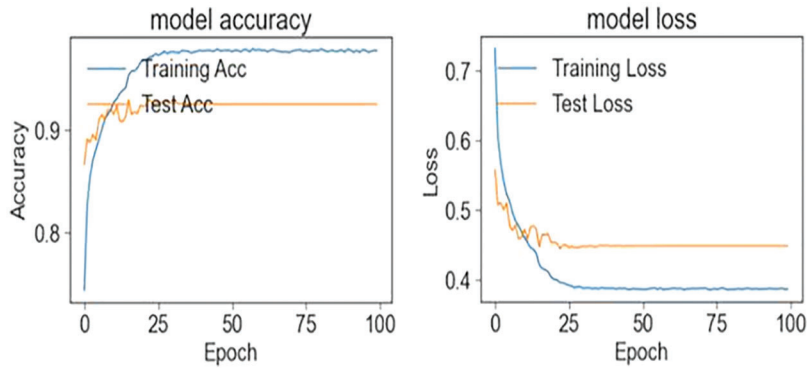 model accuracy
Training Acc
Test Acc
0.9
0.8
Accuracy
0 25 50 75 100
Epoch
model loss
Training Loss
Test Loss
0.7
0.6
0.5
0.4
Loss
0 25 50 75 100
Epoch